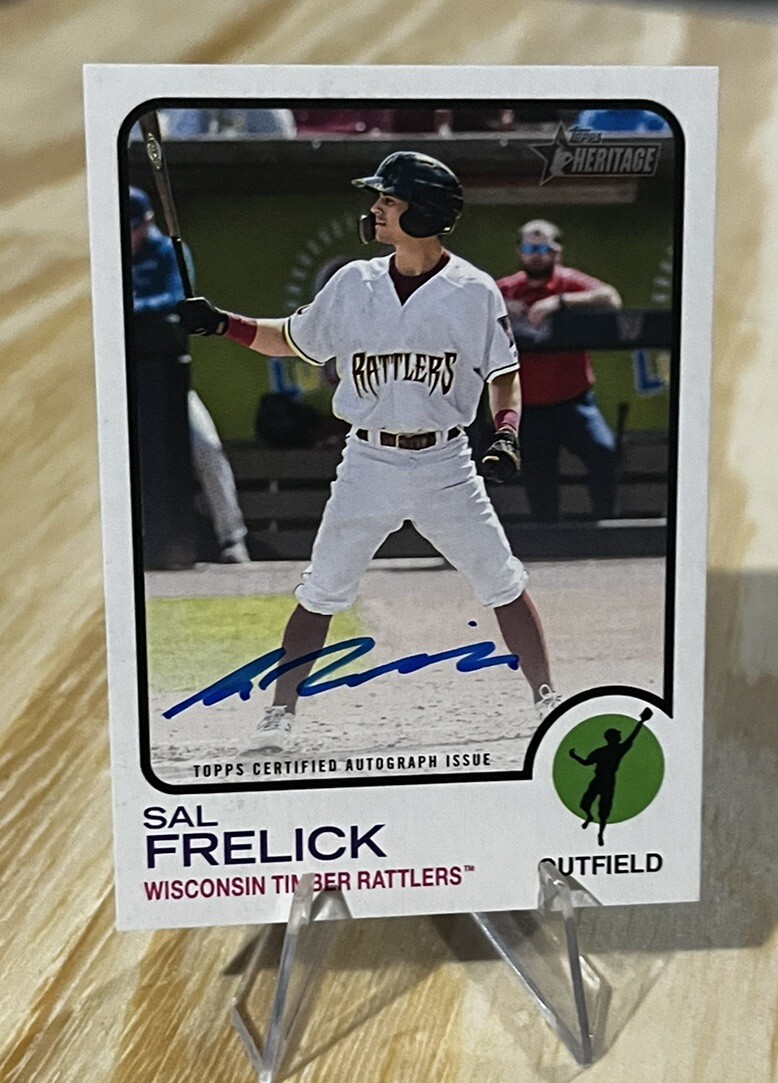 Topps
HERITAGE
RATTLERS
TOPPS CERTIFIED AUTOGRAPH ISSUE
SAL
FRELICK
WISCONSIN TIMBER RATTLERS™
OUTFIELD